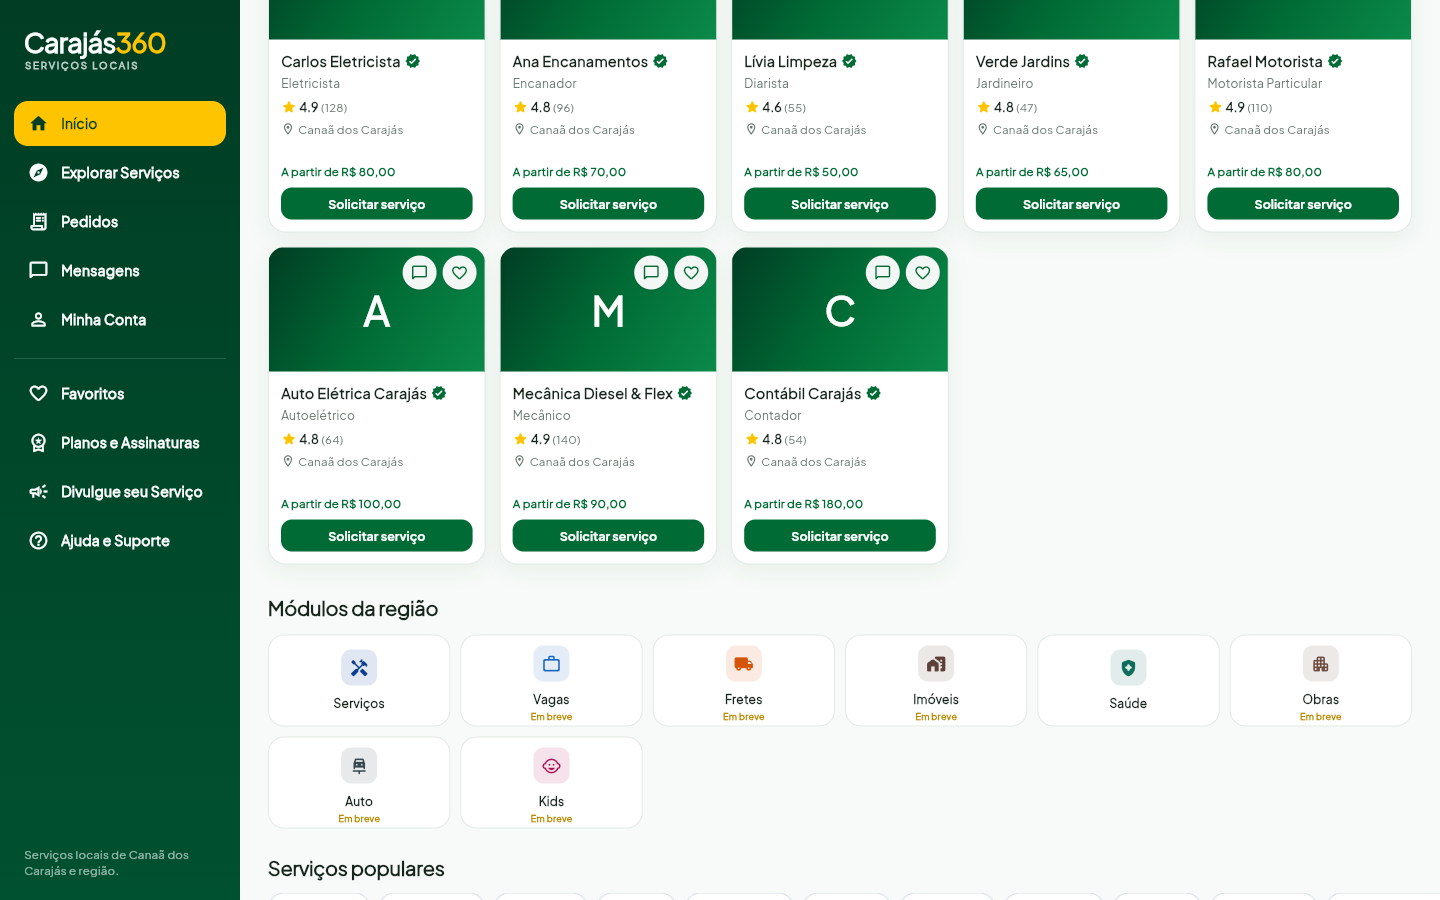 Carajás360
SERVIÇOS LOCAIS
Início
Explorar Serviços
Pedidos
Mensagens
Minha Conta
Favoritos
Planos e Assinaturas
Divulgue seu Serviço
Ajuda e Suporte
Serviços locais de Canaã dos
Carajás e região.
Carlos Eletricista
Eletricista
4.9 (128)
Canaã dos Carajás
A partir de R$ 80,00
Solicitar serviço
Ana Encanamentos
Encanador
4.8 (96)
Canaã dos Carajás
A partir de R$ 70,00
Solicitar serviço
Lívia Limpeza
Diarista
4.6 (55)
Canaã dos Carajás
A partir de R$ 50,00
Solicitar serviço
Verde Jardins
Jardineiro
4.8 (47)
Canaã dos Carajás
A partir de R$ 65,00
Solicitar serviço
Rafael Motorista
Motorista Particular
4.9 (110)
Canaã dos Carajás
A partir de R$ 80,00
Solicitar serviço
A
Auto Elétrica Carajás
Autoelétrico
4.8 (64)
Canaã dos Carajás
A partir de R$ 100,00
Solicitar serviço
M
Mecânica Diesel & Flex
Mecânico
4.9 (140)
Canaã dos Carajás
A partir de R$ 90,00
Solicitar serviço
C
Contábil Carajás
Contador
4.8 (54)
Canaã dos Carajás
A partir de R$ 180,00
Solicitar serviço
Módulos da região
Serviços
Vagas
Em breve
Fretes
Em breve
Imóveis
Em breve
Saúde
Obras
Em breve
Auto
Em breve
Kids
Em breve
Serviços populares